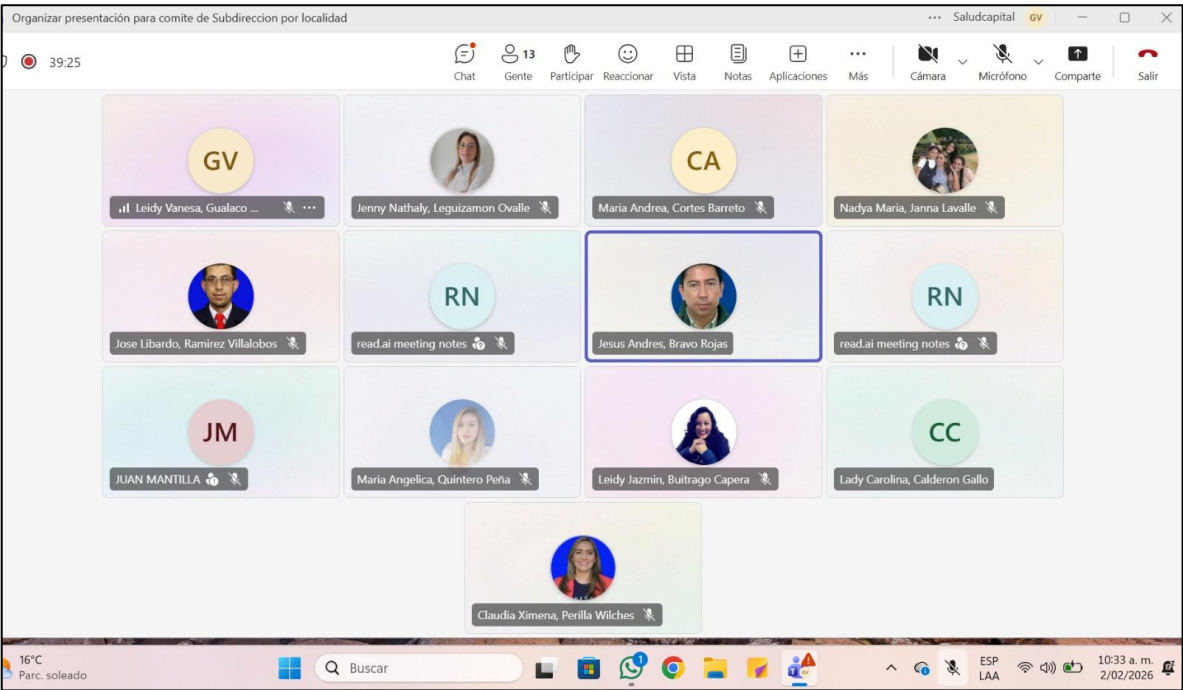 Organizar presentación para comite de Subdireccion por localidad
Saludcapital GV
39:25
13
Chat Gente Participar Reaccionar Vista Notas Aplicaciones Más Cámara Micrófono Comparte Salir
GV
CA
Leidy Vanesa, Gualaco ...
Jenny Nathaly, Leguizamon Ovalle
Maria Andrea, Cortes Barreto
Nadya Maria, Janna Lavalle
RN
RN
Jose Libardo, Ramirez Villalobos
read.ai meeting notes
Jesus Andres, Bravo Rojas
read.ai meeting notes
JM
CC
JUAN MANTILLA
Maria Angelica, Quintero Peña
Leidy Jazmin, Buitrago Capera
Lady Carolina, Calderon Gallo
Claudia Ximena, Perilla Wilches
16°C
Parc. soleado
Buscar
1
ESP
LAA
10:33 a. m.
2/02/2026